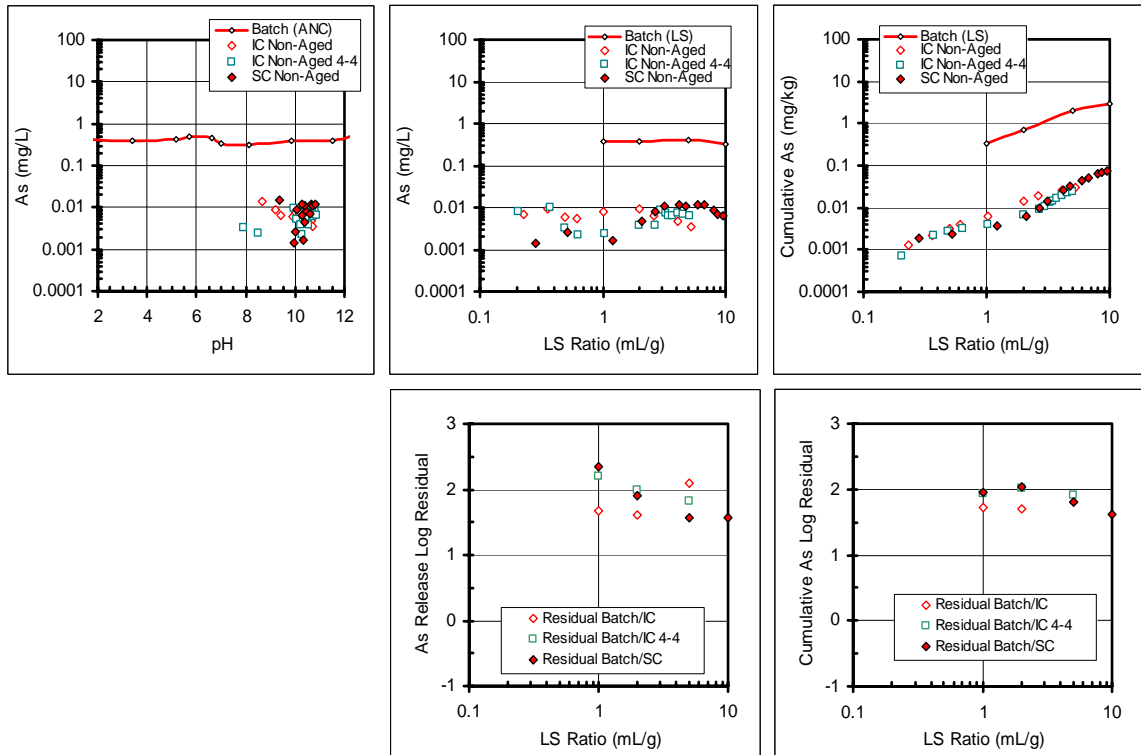 Batch (ANC)
IC Non-Aged
IC Non-Aged 4-4
SC Non-Aged
100
10
1
0.1
0.01
0.001
0.0001
As (mg/L)
2 4 6 8 10 12
pH
Batch (LS)
IC Non-Aged
IC Non-Aged 4-4
SC Non-Aged
100
10
1
0.1
0.01
0.001
0.0001
As (mg/L)
0.1 1 10
LS Ratio (mL/g)
Batch (LS)
IC Non-Aged
IC Non-Aged 4-4
SC Non-Aged
100
10
1
0.1
0.01
0.001
0.0001
Cumulative As (mg/kg)
0.1 1 10
LS Ratio (mL/g)
3
2
1
0
-1
As Release Log Residual
Residual Batch/IC
Residual Batch/IC 4-4
Residual Batch/SC
0.1 1 10
LS Ratio (mL/g)
3
2
1
0
-1
Cumulative As Log Residual
Residual Batch/IC
Residual Batch/IC 4-4
Residual Batch/SC
0.1 1 10
LS Ratio (mL/g)